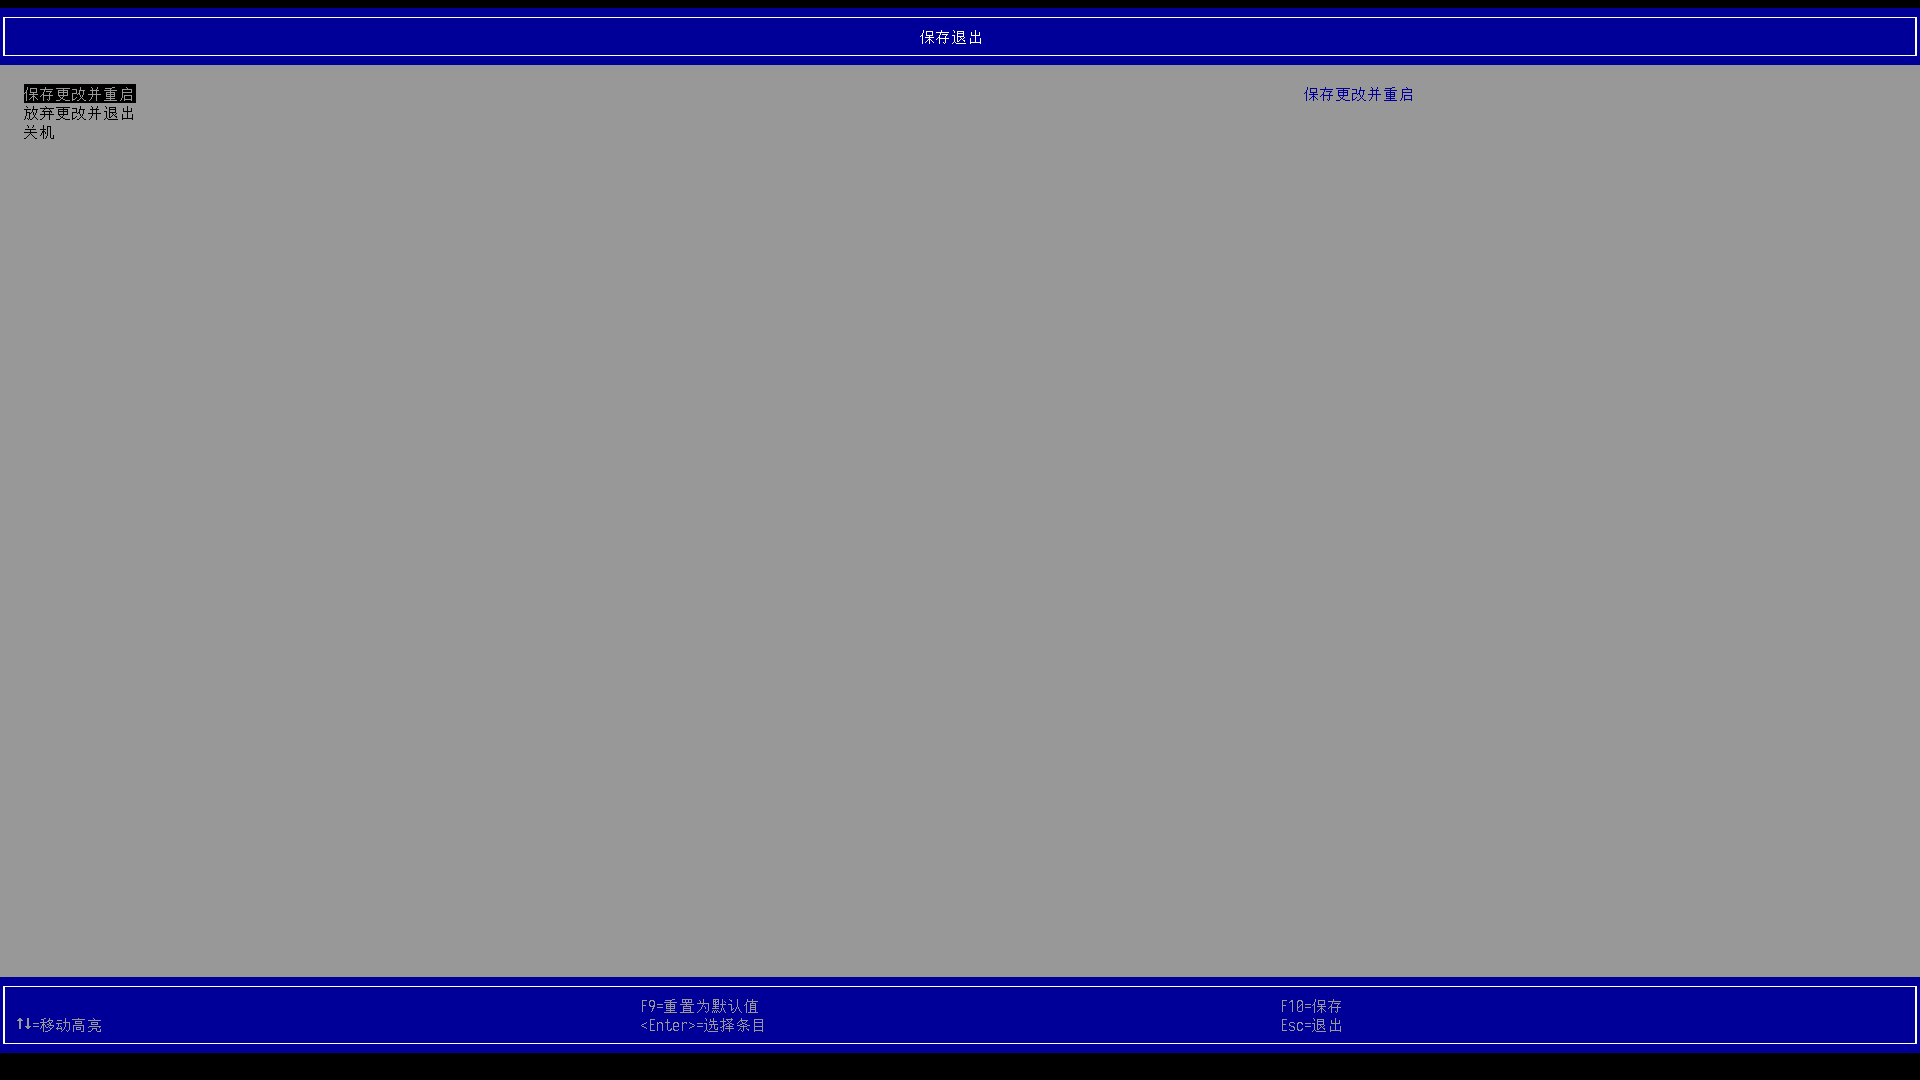 保存退出
保存更改并重启
放弃更改并退出
关机
保存更改并重启
F9=重置为默认值
F10=保存
↑↓=移动高亮
<Enter>=选择条目
Esc=退出